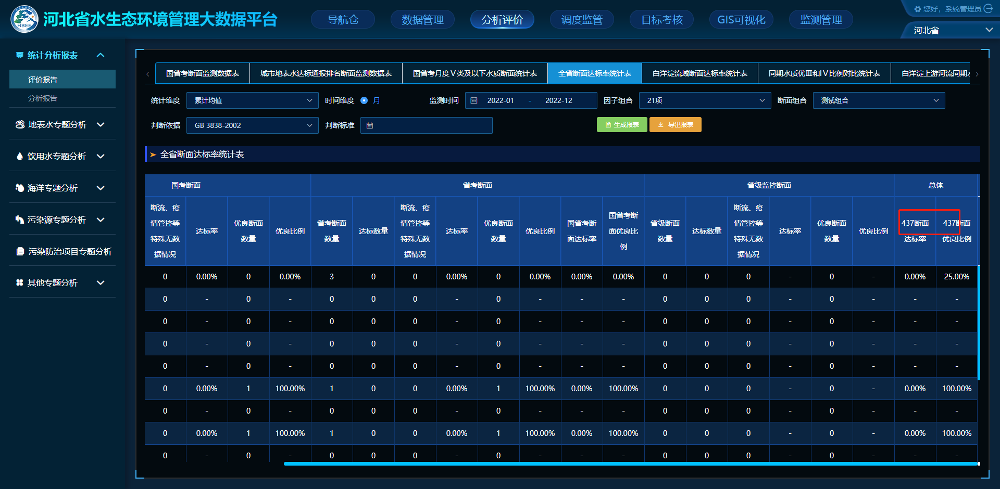 河北省水生态环境管理大数据平台
导航仓
数据管理
分析评价
调度监管
目标考核
GIS可视化
监测管理
您好，系统管理员
河北省
HBEE
统计分析报表
评价报告
分析报告
地表水专题分析
饮用水专题分析
海洋专题分析
污染源专题分析
污染防治项目专题分析
其他专题分析
国省考断面监测数据表
城市地表水达标通报排名断面监测数据表
国省考月度Ⅴ类及以下水质断面统计表
全省断面达标率统计表
白洋淀流域断面达标率统计表
同期水质优Ⅲ和ⅠⅤ比例对比统计表
白洋淀上游河流同期
统计维度 累计均值 时间维度 月 监测时间 2022-01 - 2022-12 因子组合 21项 断面组合 测试组合
判断依据 GB 3838-2002 判断标准 生成报表 导出报表
全省断面达标率统计表
国考断面 省考断面 省级监控断面 总体
断流、疫情管控等特殊无数据情况
达标率
优良断面数量
优良比例
省考断面数量
达标数量
断流、疫情管控等特殊无数据情况
达标率
优良断面数量
优良比例
国省考断面达标率
国省考断面优良比例
省级断面数量
达标数量
断流、疫情管控等特殊无数据情况
达标率
优良断面数量
优良比例
437断面达标率
437断面优良比例
0 0.00% 0 0.00% 3 0 0 0.00% 0 0.00% 0.00% 0.00% 0 0 0 - 0 - 0.00% 25.00%
0 - 0 - 0 0 0 - 0 - - - 0 0 0 - 0 - - -
0 - 0 - 0 0 0 - 0 - - - 0 0 0 - 0 - - -
0 - 0 - 0 0 0 - 0 - - - 0 0 0 - 0 - - -
0 - 0 - 0 0 0 - 0 - - - 0 0 0 - 0 - - -
0 0.00% 1 100.00% 1 0 0 0.00% 1 100.00% 0.00% 100.00% 0 0 0 - 0 - 0.00% 100.00%
0 - 0 - 0 0 0 - 0 - - - 0 0 0 - 0 - - -
0 0.00% 1 100.00% 1 0 0 0.00% 1 100.00% 0.00% 100.00% 0 0 0 - 0 - 0.00% 100.00%
0 - 0 - 0 0 0 - 0 - - - 0 0 0 - 0 - - -